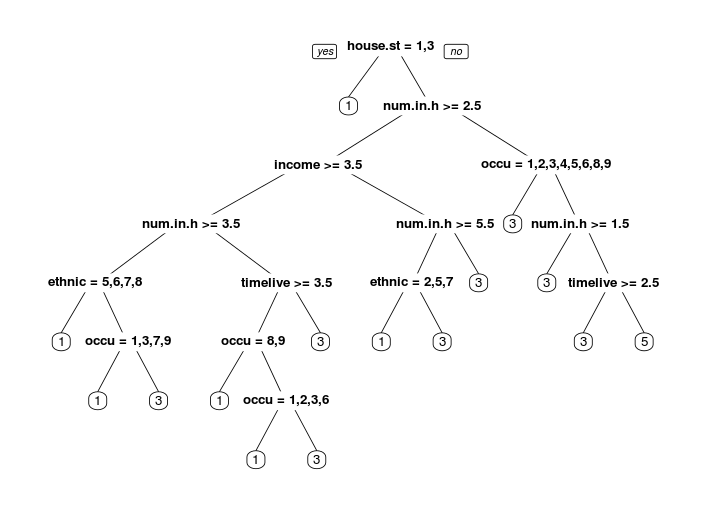 yes house.st = 1,3 no
1 num.in.h >= 2.5
income >= 3.5 occu = 1,2,3,4,5,6,8,9
num.in.h >= 3.5 num.in.h >= 5.5 3 num.in.h >= 1.5
ethnic = 5,6,7,8 timelive >= 3.5 ethnic = 2,5,7 3 3 timelive >= 2.5
1 occu = 1,3,7,9 occu = 8,9 3 1 3 3 5
1 3 1 occu = 1,2,3,6
1 3